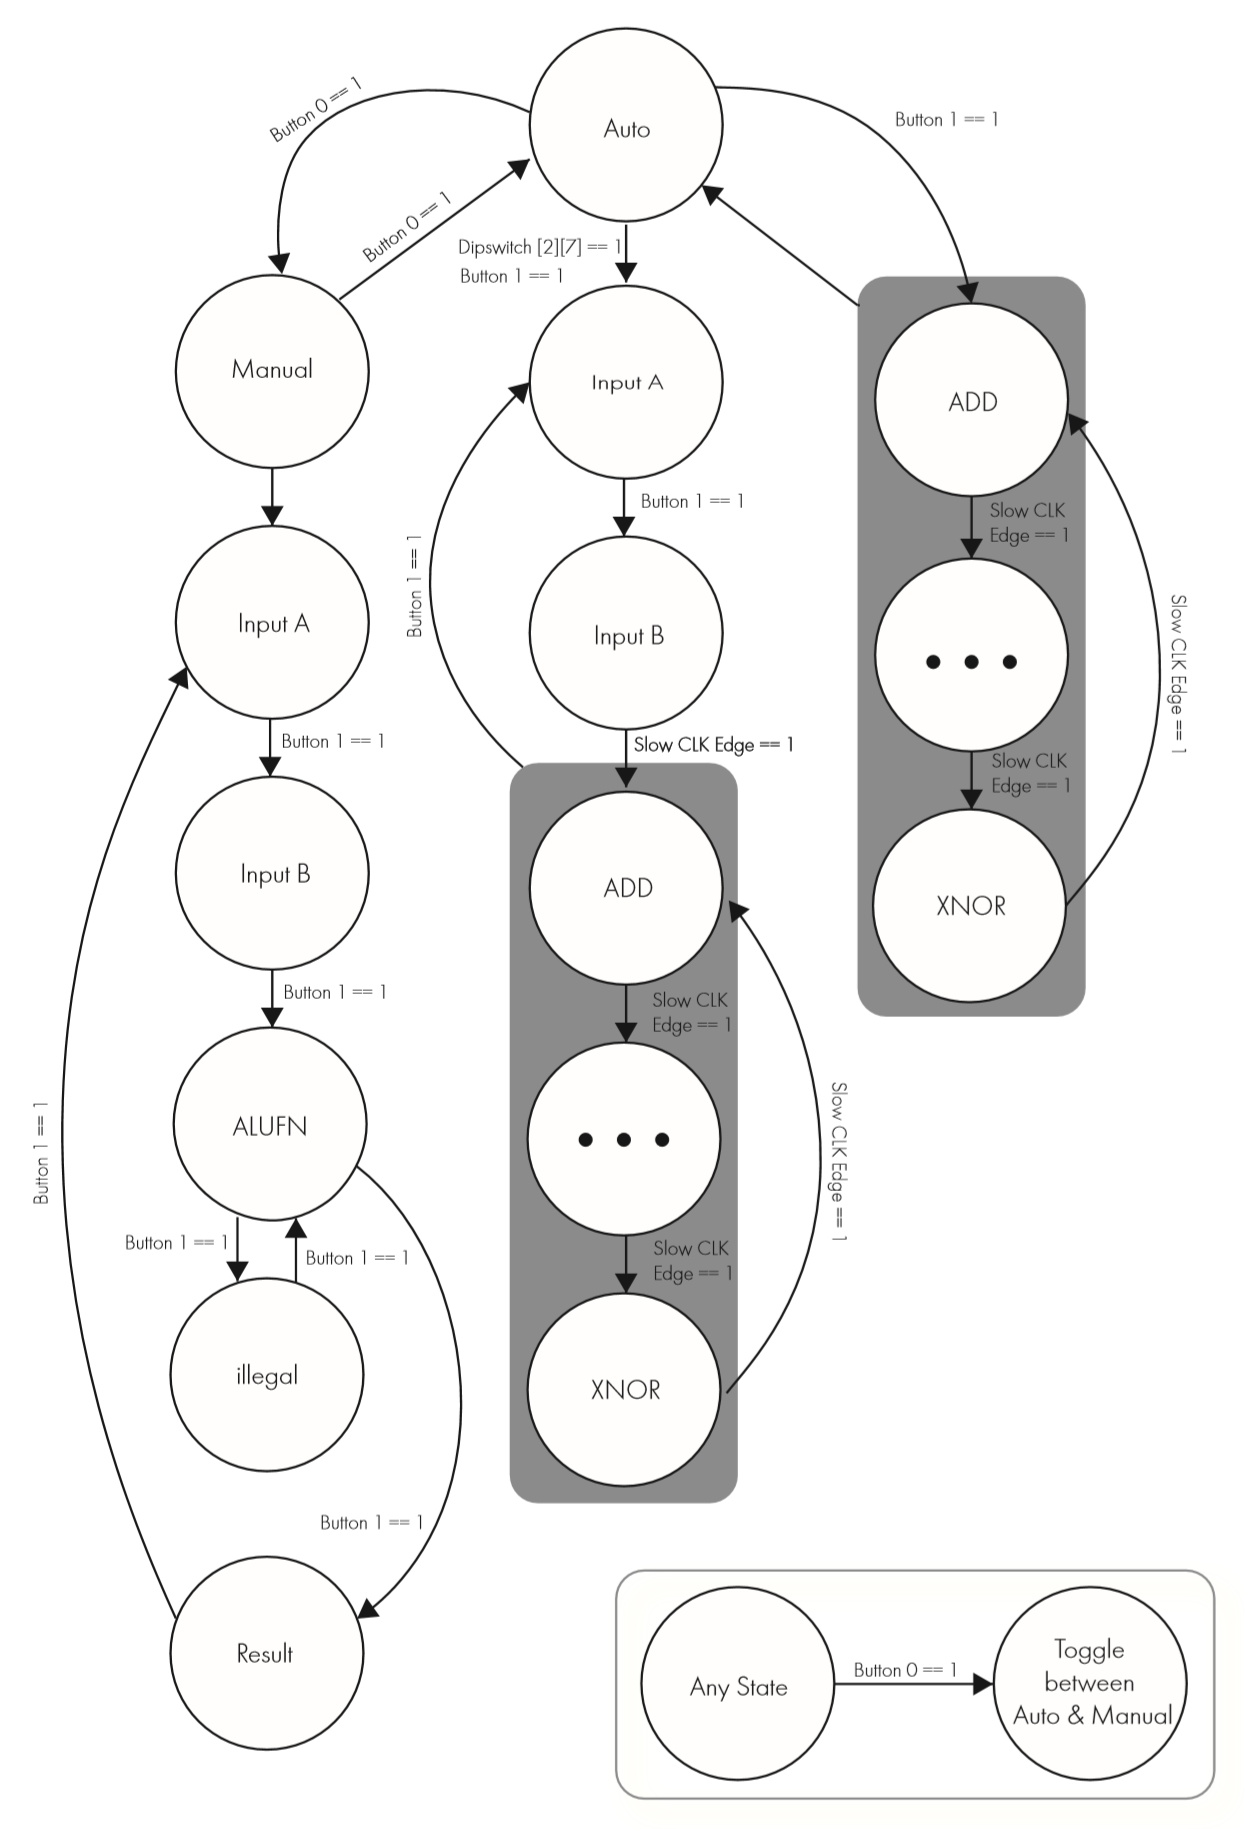 Auto
Button 0 == 1
Button 1 == 1
Button 0 == 1
Dipswitch [2][7] == 1
Button 1 == 1
Manual
Input A
ADD
Button 1 == 1
Slow CLK
Edge == 1
Button 1 == 1
Input A
Input B
Slow CLK Edge == 1
Button 1 == 1
Slow CLK Edge == 1
Slow CLK
Edge == 1
Input B
ADD
XNOR
Button 1 == 1
Slow CLK
Edge == 1
ALUFN
Slow CLK Edge == 1
Button 1 == 1
Button 1 == 1
Button 1 == 1
Slow CLK
Edge == 1
illegal
XNOR
Button 1 == 1
Result
Any State
Button 0 == 1
Toggle
between
Auto & Manual